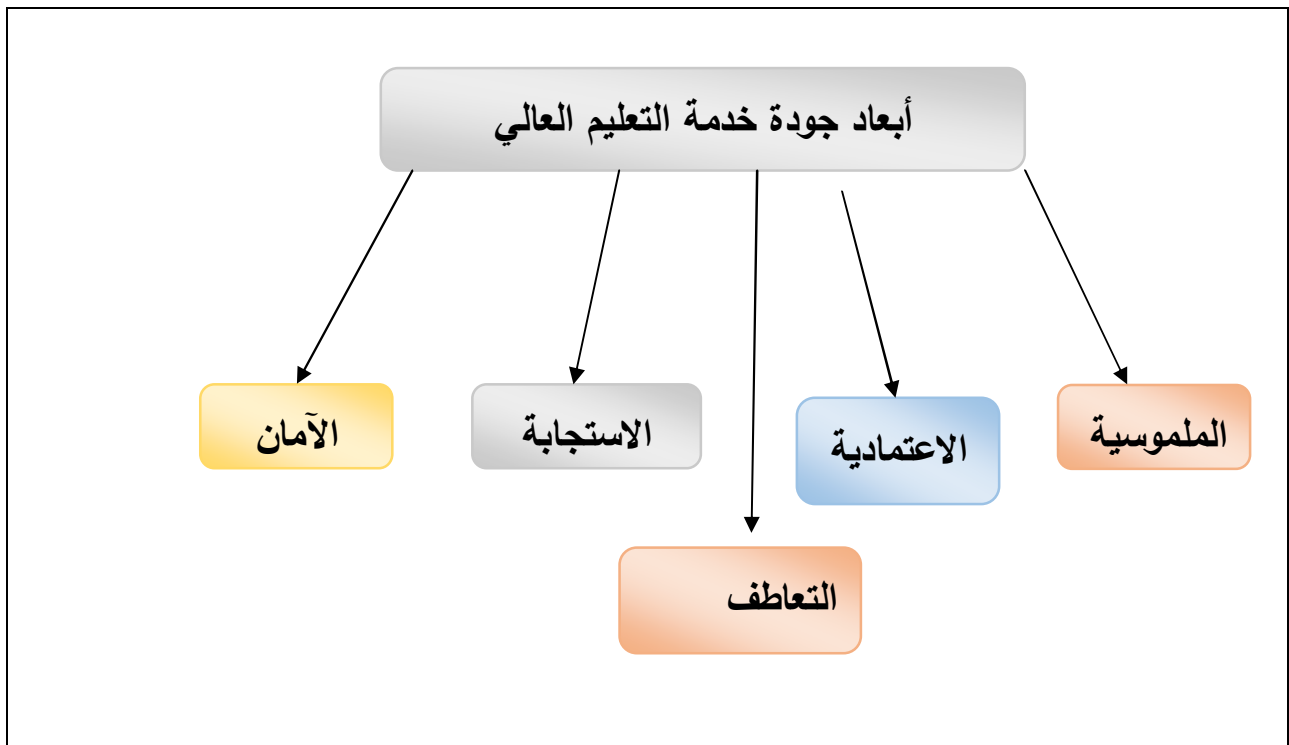 أبعاد جودة خدمة التعليم العالي
الملموسية
الاعتمادية
الاستجابة
الآمان
التعاطف